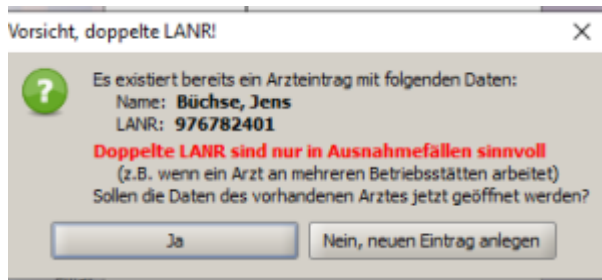 Vorsicht, doppelte LANR!
Es existiert bereits ein Arzteintrag mit folgenden Daten:
Name: Büchse, Jens
LANR: 976782401
Doppelte LANR sind nur in Ausnahmefällen sinnvoll
(z.B. wenn ein Arzt an mehreren Betriebsstätten arbeitet)
Sollen die Daten des vorhandenen Arztes jetzt geöffnet werden?
Ja
Nein, neuen Eintrag anlegen